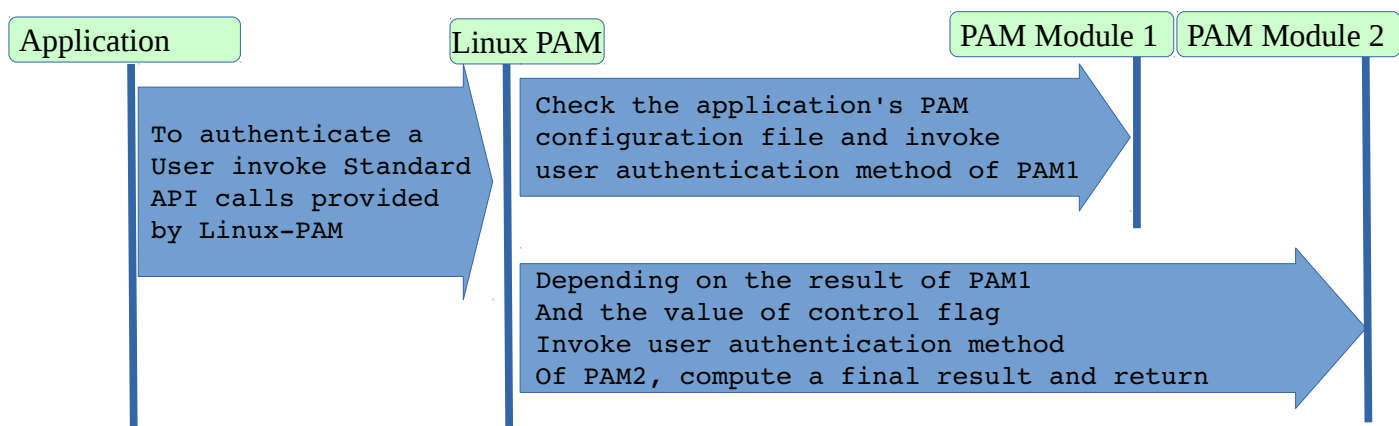 Application
Linux PAM
PAM Module 1
PAM Module 2
To authenticate a
User invoke Standard
API calls provided
by Linux-PAM
Check the application's PAM
configuration file and invoke
user authentication method of PAM1
Depending on the result of PAM1
And the value of control flag
Invoke user authentication method
Of PAM2, compute a final result and return